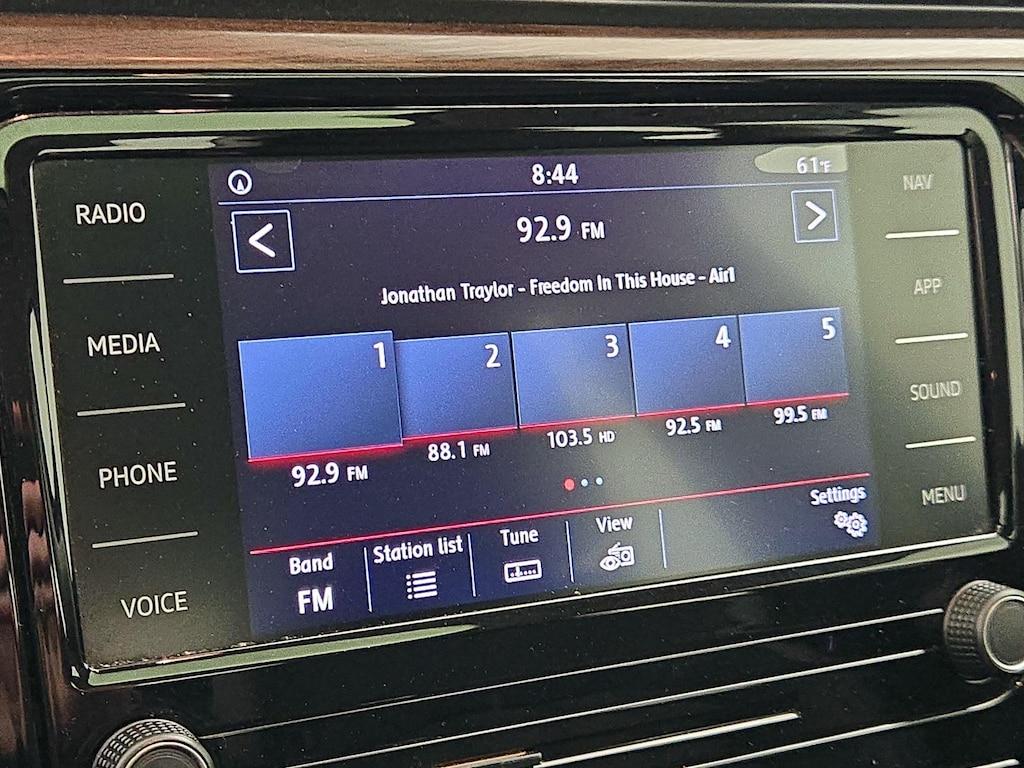 8:44
61°F
92.9 FM
Jonathan Traylor - Freedom In This House - Air1
1
2
3
4
5
92.9 FM
88.1 FM
103.5 HD
92.5 FM
99.5 FM
Band
FM
Station list
Tune
View
Settings
RADIO
MEDIA
PHONE
VOICE
NAV
APP
SOUND
MENU